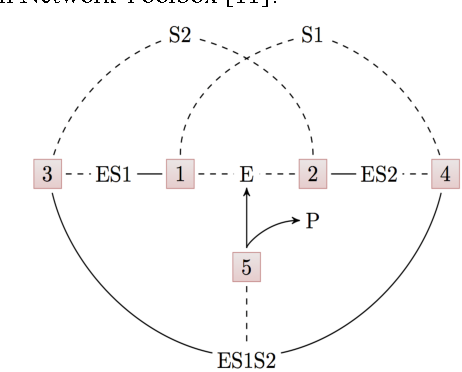 n Network Toolbox [11].
S2 S1
3 ES1 1 E 2 ES2 4
P
5
ES1S2